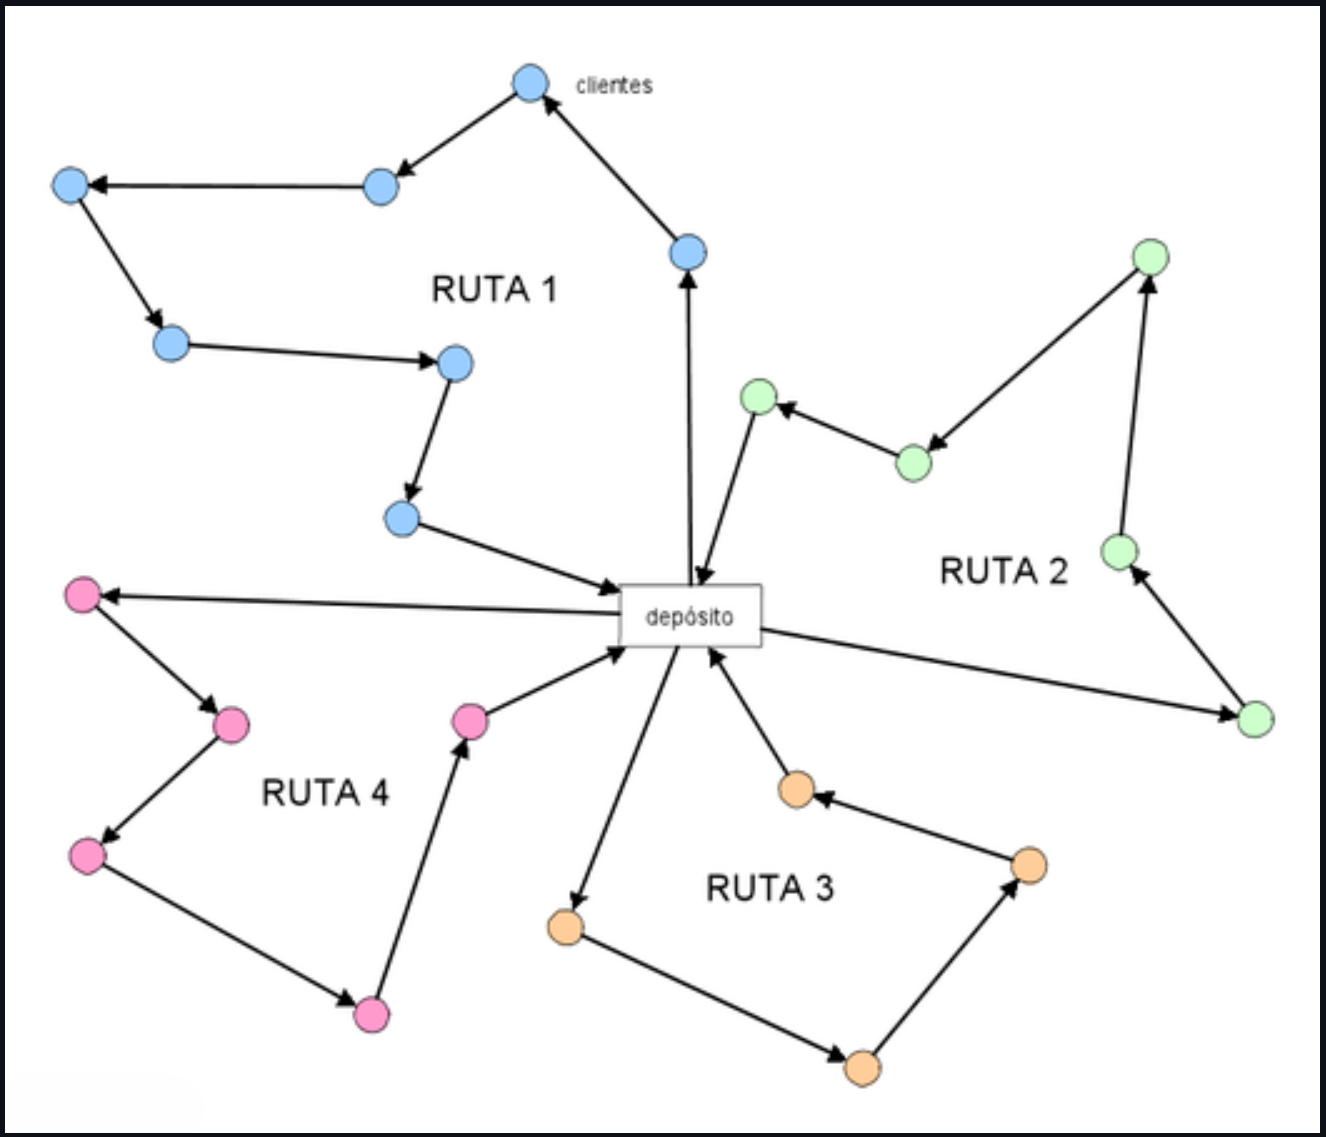 clientes
RUTA 1
RUTA 2
depósito
RUTA 4
RUTA 3